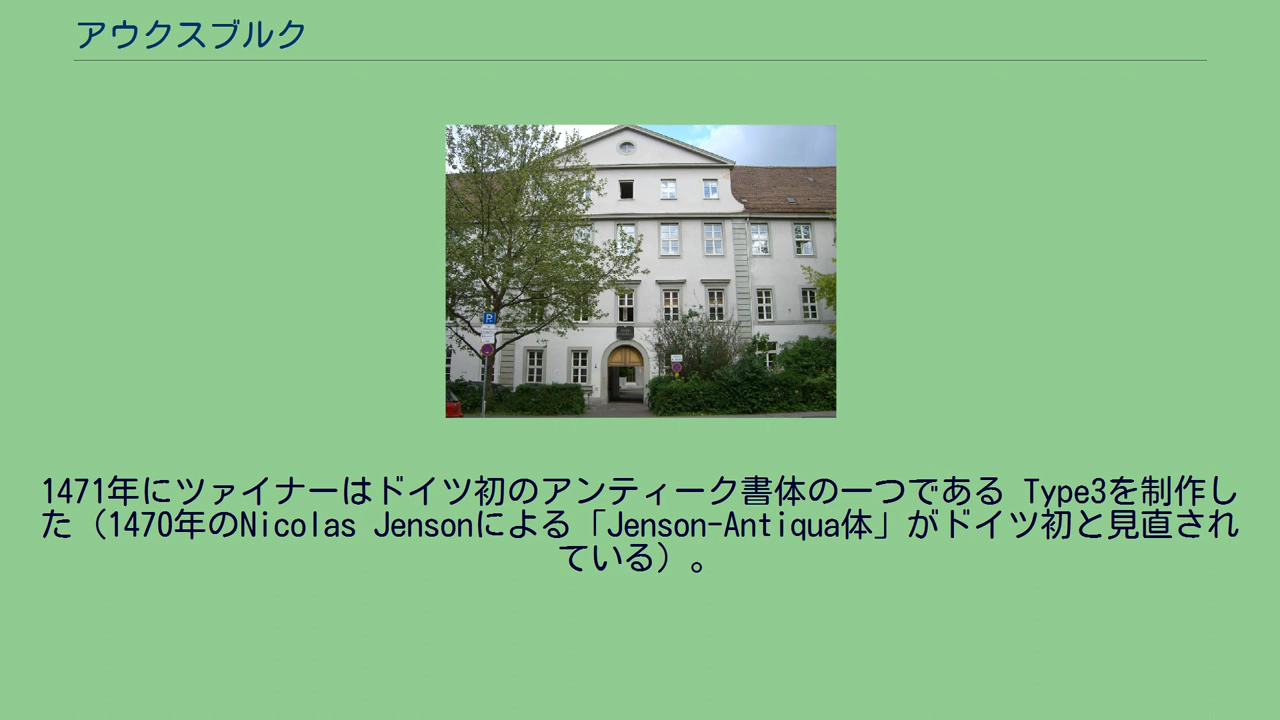 アウクスブルク
P
1471年にツァイナーはドイツ初のアンティーク書体の一つである Type3を制作し
た（1470年のNicolas Jensonによる「Jenson-Antiqua体」がドイツ初と見直され
ている）。